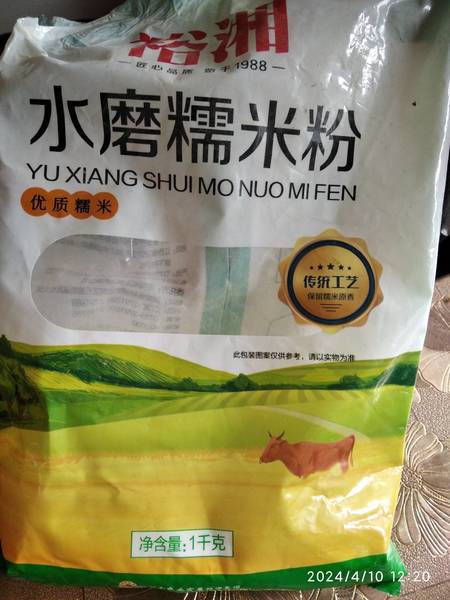 裕湘
匠心品质 始于1988
水磨糯米粉
YU XIANG SHUI MO NUO MI FEN
优质糯米
传统工艺
保留糯米原香
此包装图案仅供参考，请以实物为准
净含量:1千克
2024/4/10 12:20